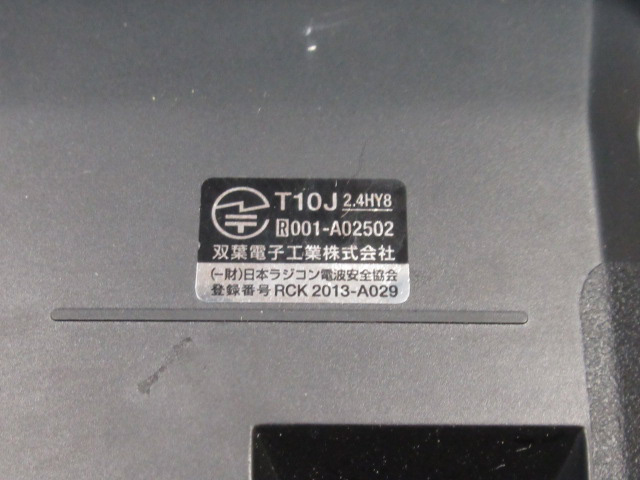 T10J 2.4HY8
R 001-A02502
双葉電子工業株式会社
(一財)日本ラジコン電波安全協会
登録番号 RCK 2013-A029